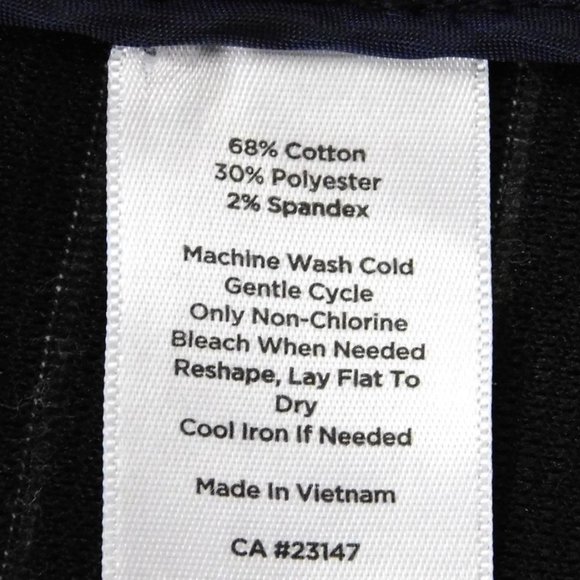 68% Cotton
30% Polyester
2% Spandex
Machine Wash Cold
Gentle Cycle
Only Non-Chlorine
Bleach When Needed
Reshape, Lay Flat To
Dry
Cool Iron If Needed
Made In Vietnam
CA #23147